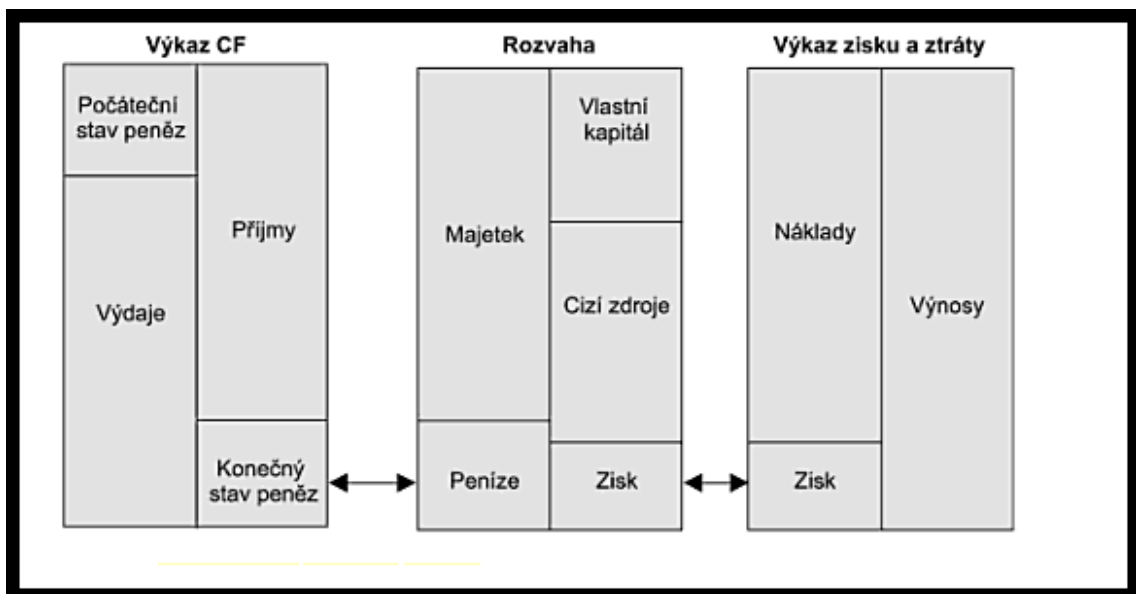 Výkaz CF
Rozvaha
Výkaz zisku a ztráty
Počáteční
stav peněz
Příjmy
Výdaje
Konečný
stav peněz
Vlastní
kapitál
Majetek
Cizí zdroje
Peníze
Zisk
Náklady
Výnosy
Zisk